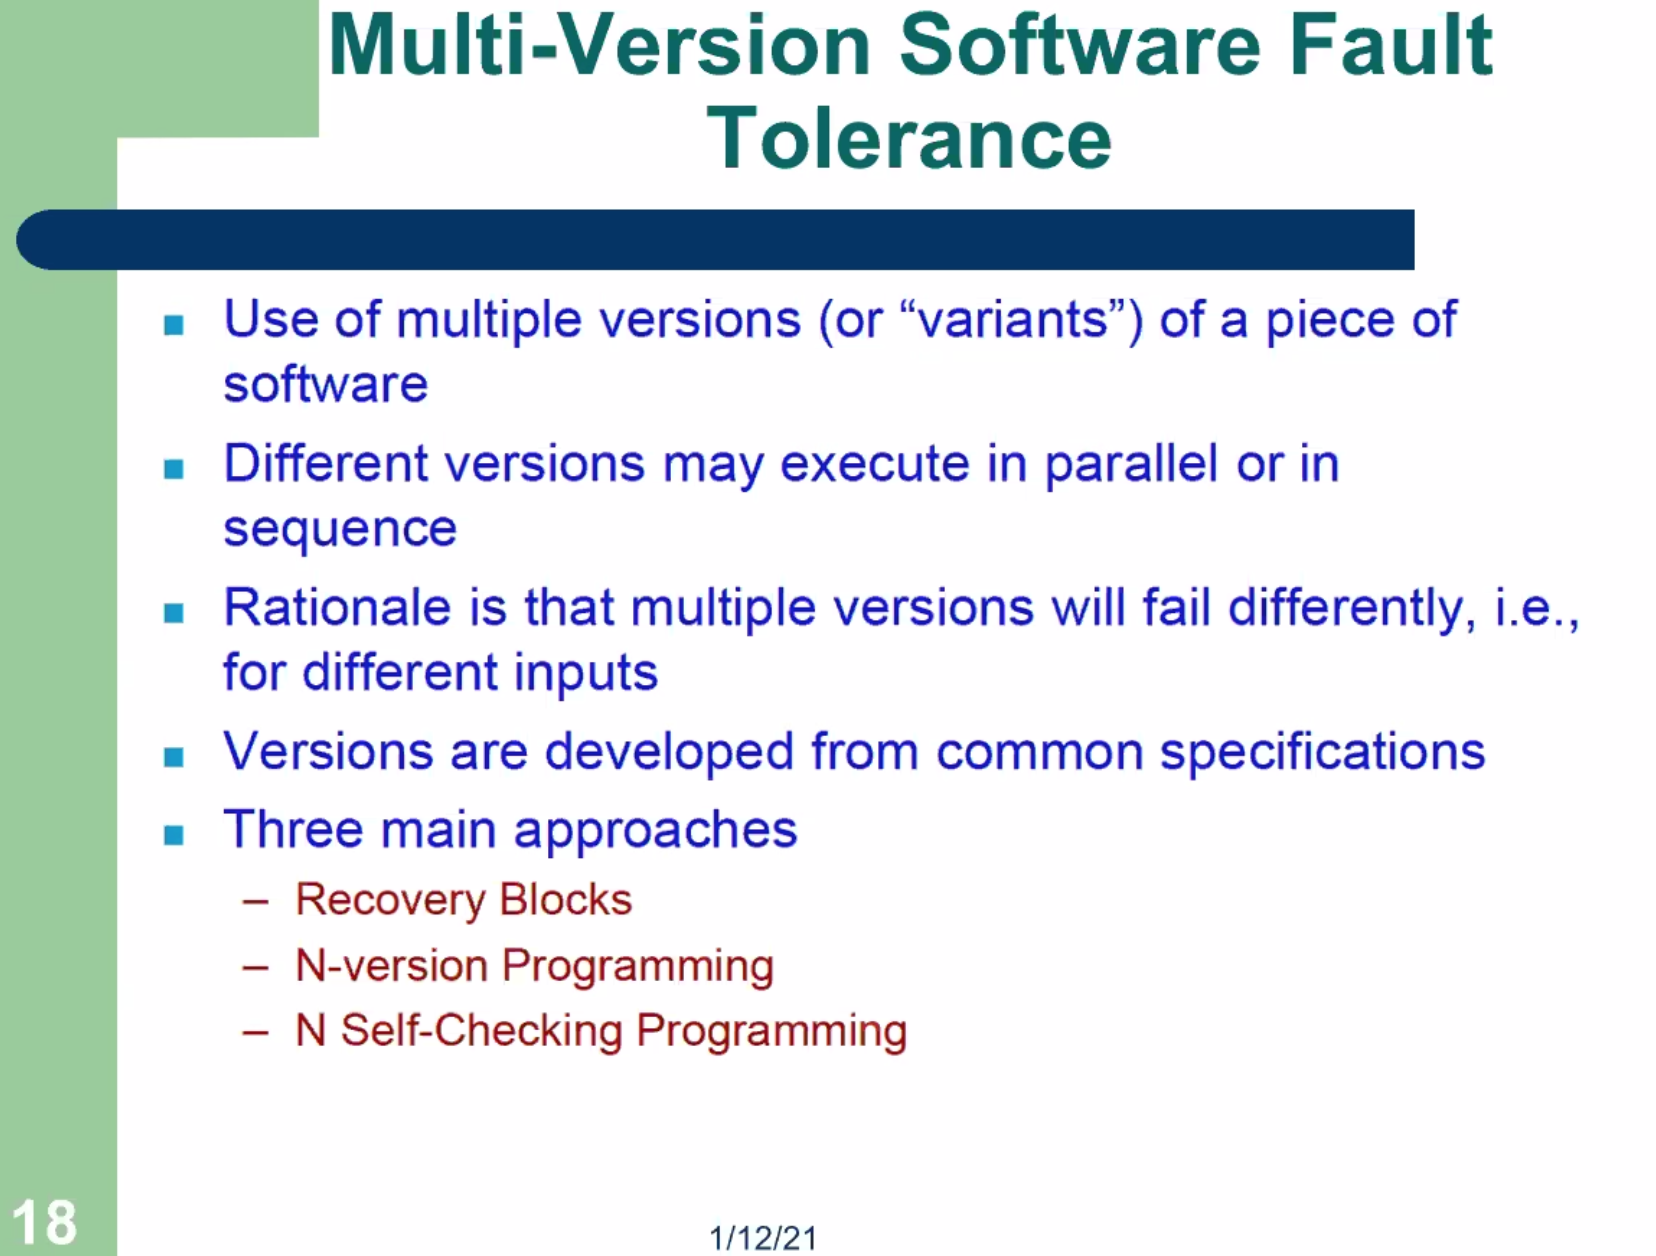 Multi-Version Software Fault
Tolerance
Use of multiple versions (or “variants”) of a piece of
software
Different versions may execute in parallel or in
sequence
Rationale is that multiple versions will fail differently, i.e.,
for different inputs
Versions are developed from common specifications
Three main approaches
– Recovery Blocks
– N-version Programming
– N Self-Checking Programming
18
1/12/21